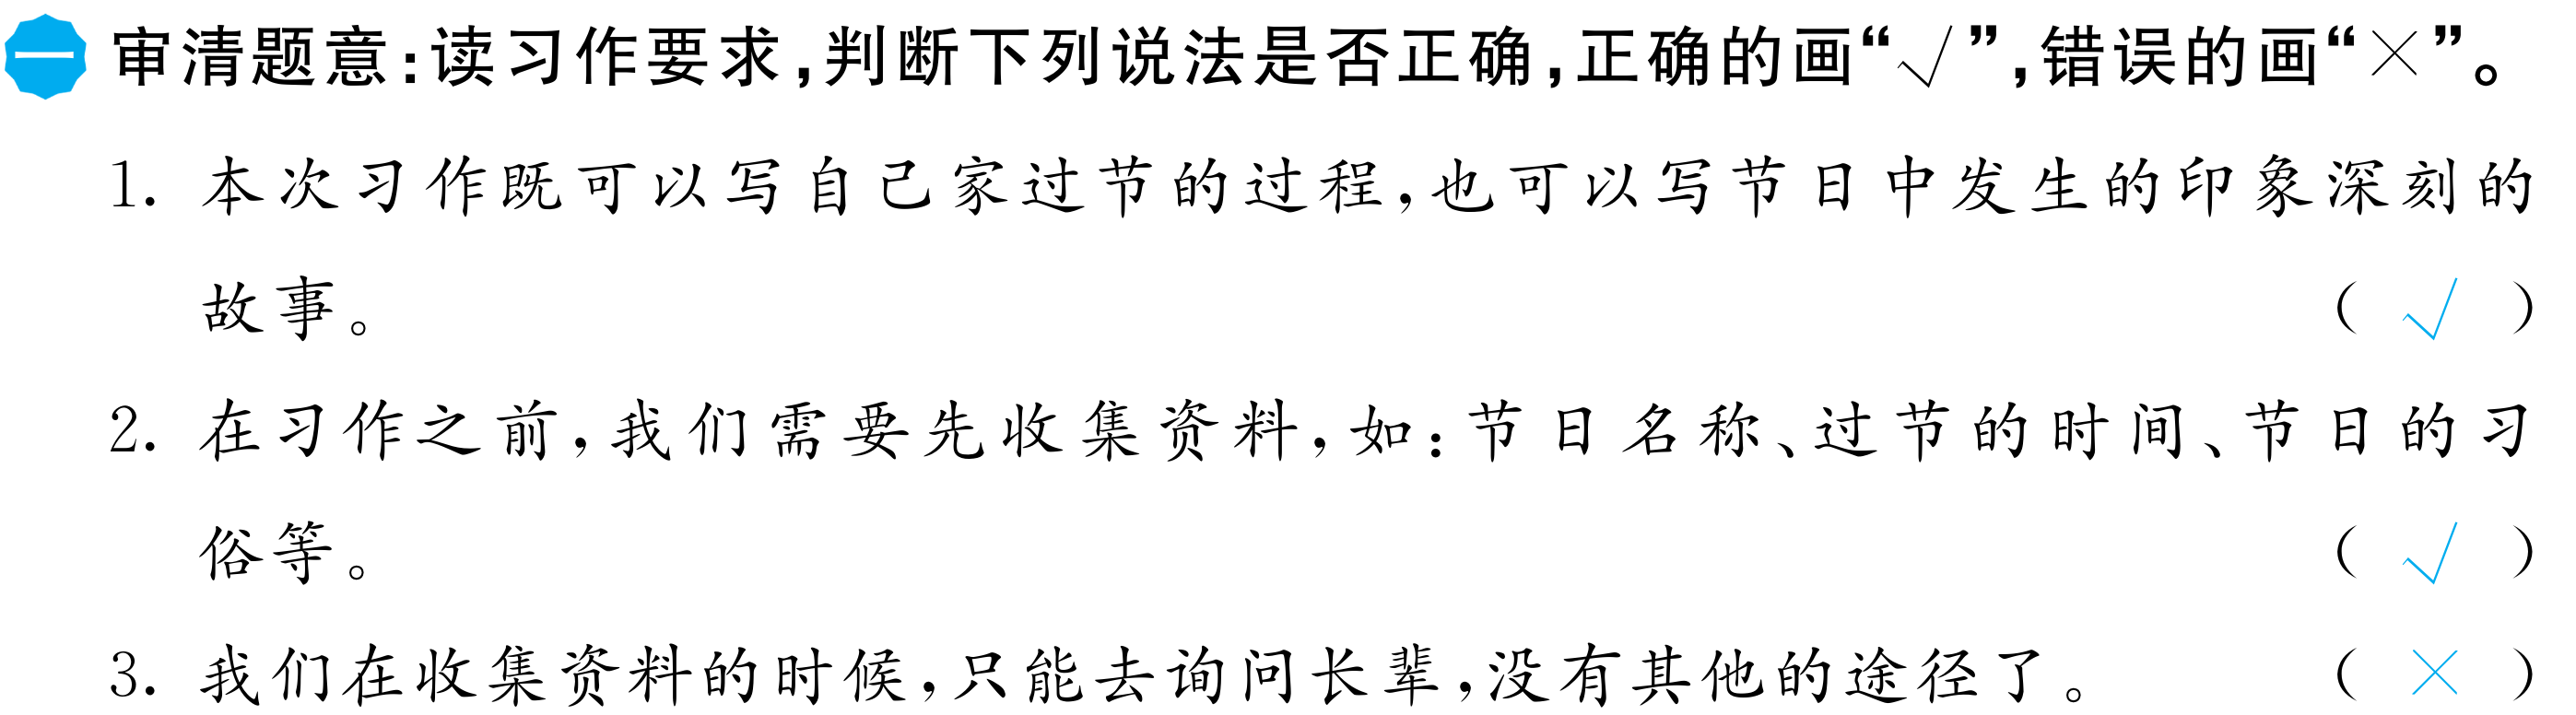 一 审清题意:读习作要求,判断下列说法是否正确,正确的画“√”,错误的画“×”。
1. 本次习作既可以写自己家过节的过程,也可以写节日中发生的印象深刻的
故事。 ( √ )
2. 在习作之前,我们需要先收集资料,如:节日名称、过节的时间、节日的习
俗等。 ( √ )
3. 我们在收集资料的时候,只能去询问长辈,没有其他的途径了。 ( × )